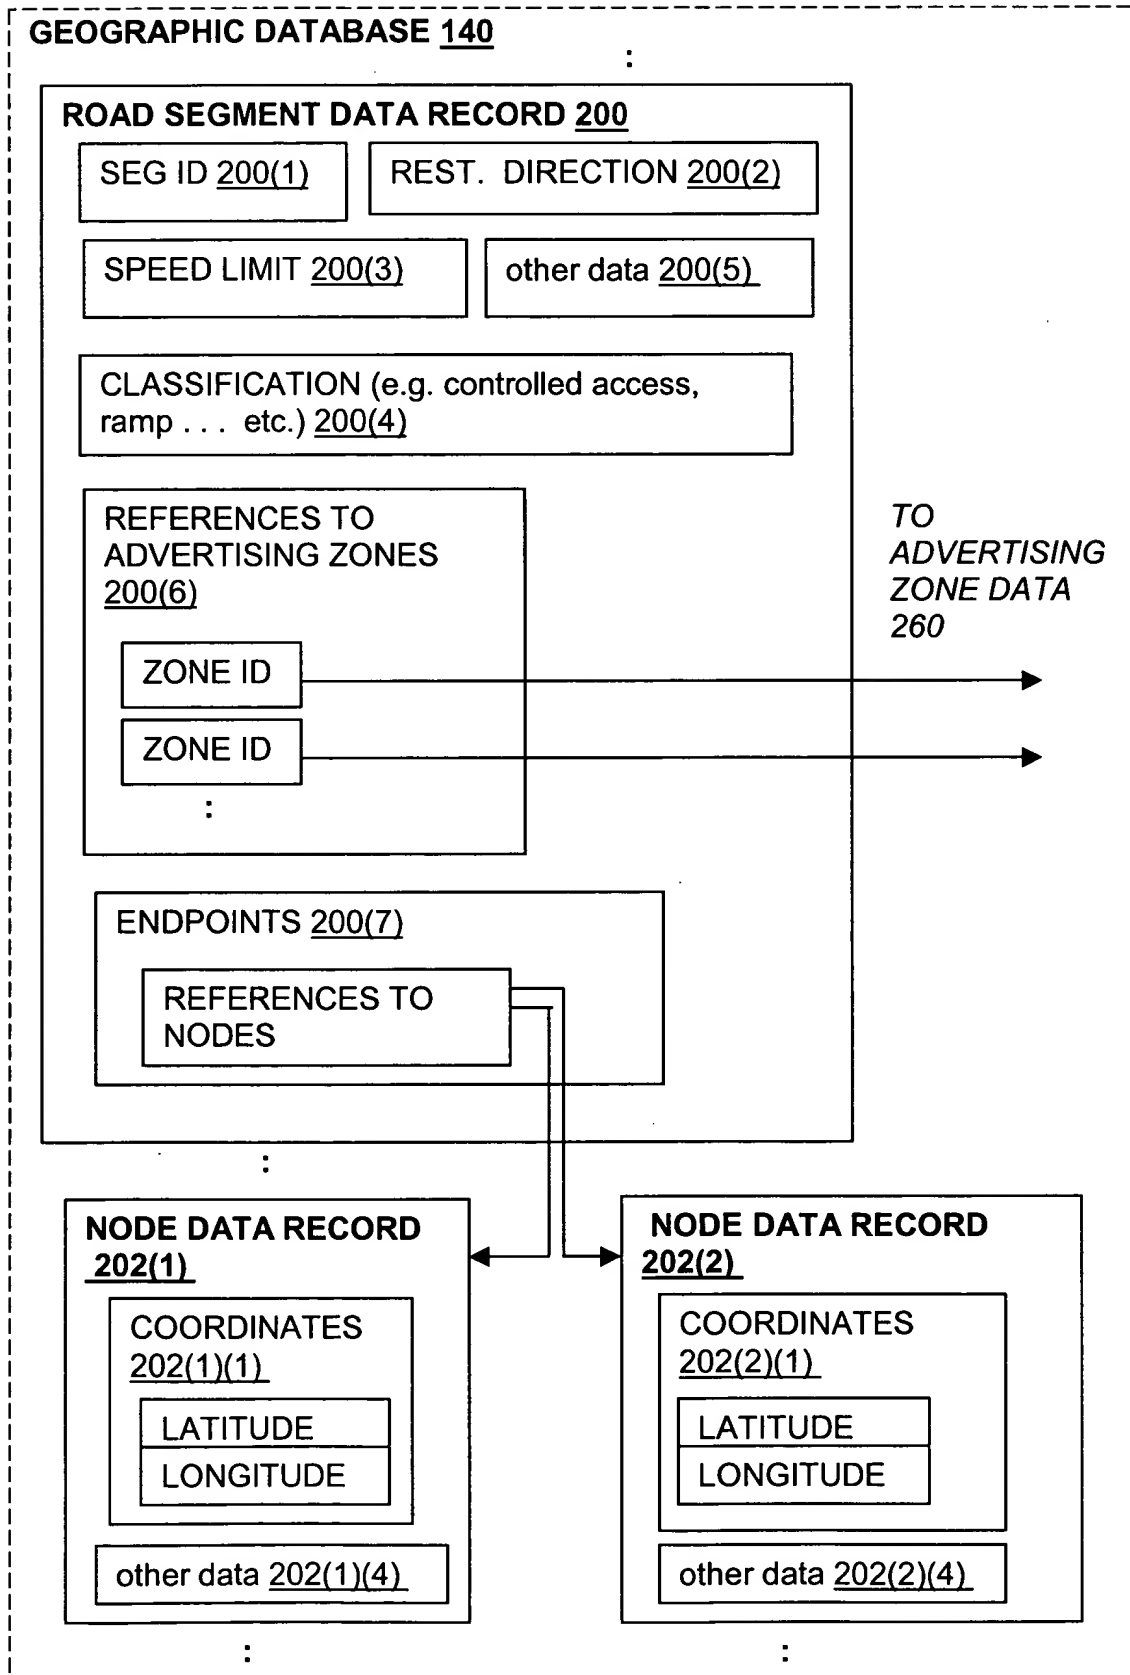 GEOGRAPHIC DATABASE 140
:
ROAD SEGMENT DATA RECORD 200
SEG ID 200(1)
REST. DIRECTION 200(2)
SPEED LIMIT 200(3)
other data 200(5)
CLASSIFICATION (e.g. controlled access,
ramp . . . etc.) 200(4)
REFERENCES TO
ADVERTISING ZONES
200(6)
ZONE ID
ZONE ID
:
TO
ADVERTISING
ZONE DATA
260
ENDPOINTS 200(7)
REFERENCES TO
NODES
:
NODE DATA RECORD
202(1)
COORDINATES
202(1)(1)
LATITUDE
LONGITUDE
other data 202(1)(4)
:
NODE DATA RECORD
202(2)
COORDINATES
202(2)(1)
LATITUDE
LONGITUDE
other data 202(2)(4)
: